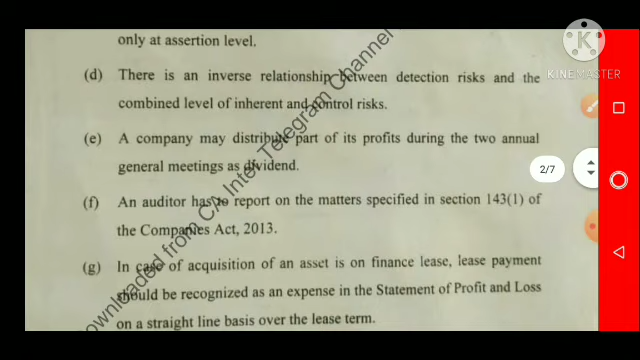 only at assertion level.
(d) There is an inverse relationship between detection risks and the
combined level of inherent and control risks.
(e) A company may distribute part of its profits during the two annual
general meetings as dividend.
(f) An auditor has to report on the matters specified in section 143(1) of
the Companies Act, 2013.
(g) In case of acquisition of an asset is on finance lease, lease payment
should be recognized as an expense in the Statement of Profit and Loss
on a straight line basis over the lease term.
ownloaded from CA Inter Telegram Channel
2/7
K
KINEMASTER